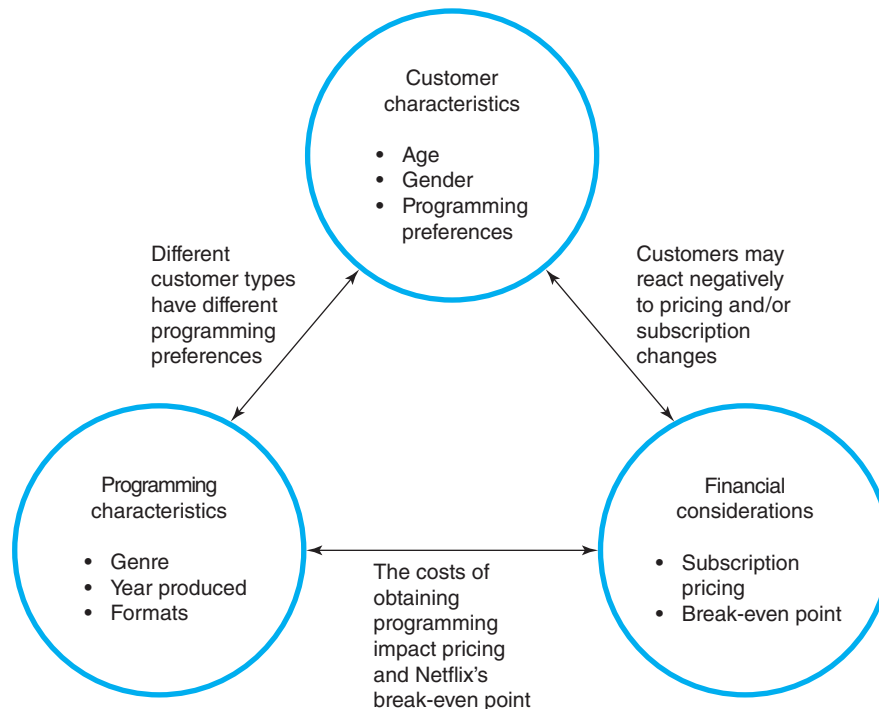 Customer
characteristics
• Age
• Gender
• Programming
preferences
Different
customer types
have different
programming
preferences
Customers may
react negatively
to pricing and/or
subscription
changes
Programming
characteristics
• Genre
• Year produced
• Formats
The costs of
obtaining
programming
impact pricing
and Netflix's
break-even point
Financial
considerations
• Subscription
pricing
• Break-even point